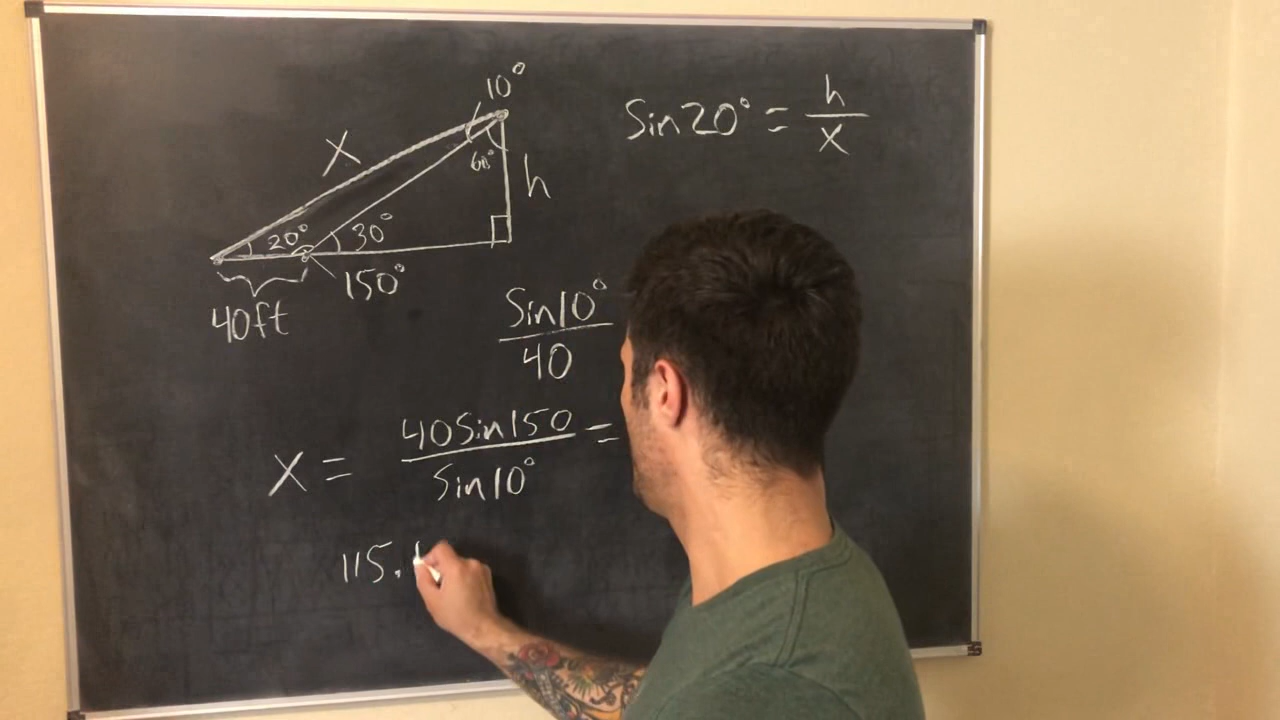 10°
Sin20° = h/x
x
60°
h
20° 30°
150°
40ft
Sin10°/40
x = 40Sin150/Sin10° =
115.